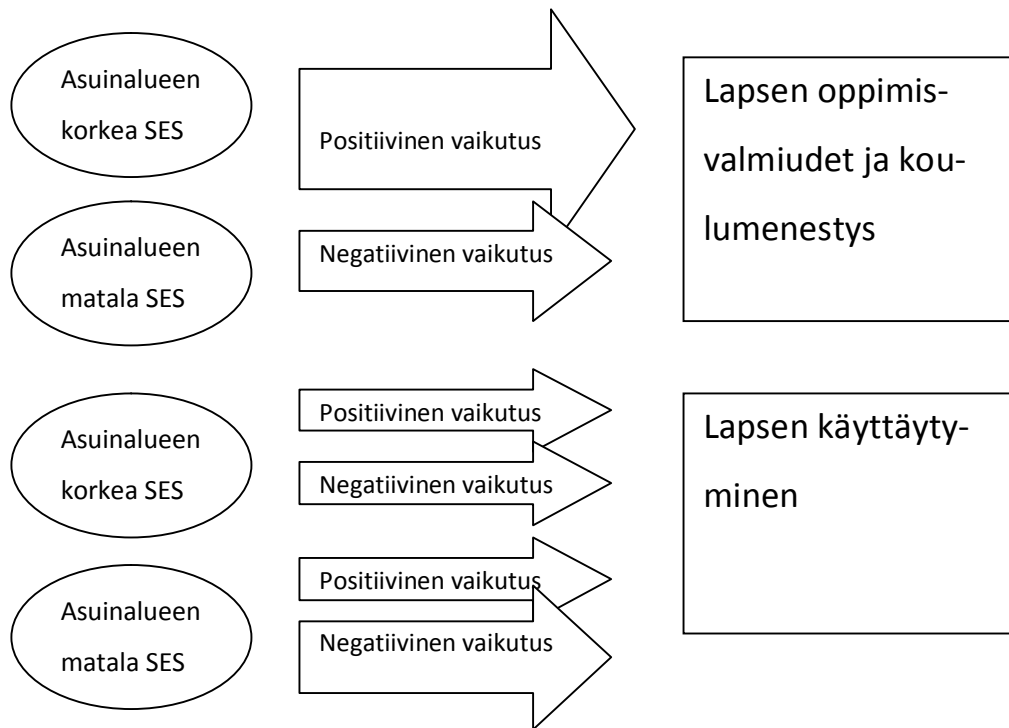 Asuinalueen
korkea SES
Positiivinen vaikutus
Lapsen oppimis-
valmiudet ja kou-
lumenestys
Asuinalueen
matala SES
Negatiivinen vaikutus
Asuinalueen
korkea SES
Positiivinen vaikutus
Negatiivinen vaikutus
Lapsen käyttäyty-
minen
Asuinalueen
matala SES
Positiivinen vaikutus
Negatiivinen vaikutus